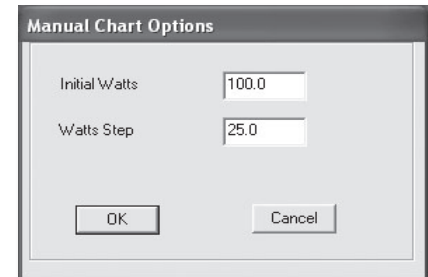 Manual Chart Options
Initial Watts 100.0
Watts Step 25.0
OK Cancel